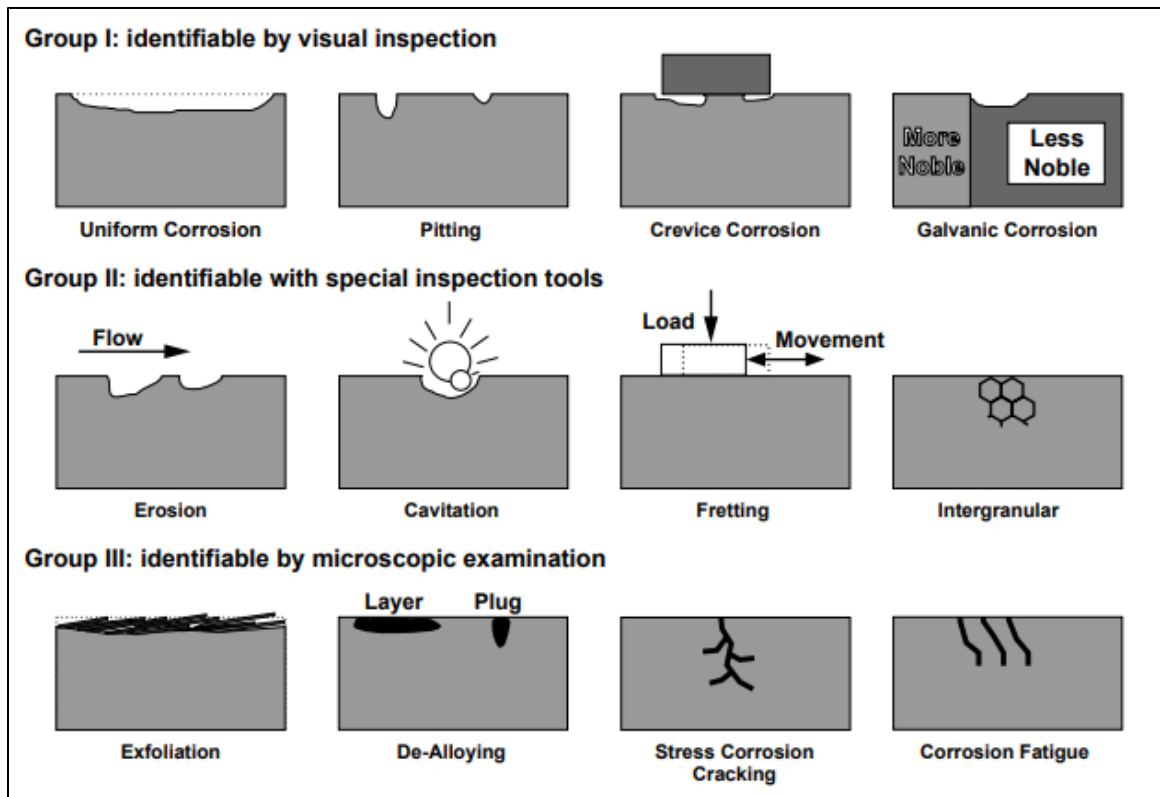 Group I: identifiable by visual inspection
More
Noble
Less
Noble
Uniform Corrosion
Pitting
Crevice Corrosion
Galvanic Corrosion
Group II: identifiable with special inspection tools
Flow
Load
Movement
Erosion
Cavitation
Fretting
Intergranular
Group III: identifiable by microscopic examination
Layer
Plug
Exfoliation
De-Alloying
Stress Corrosion
Cracking
Corrosion Fatigue